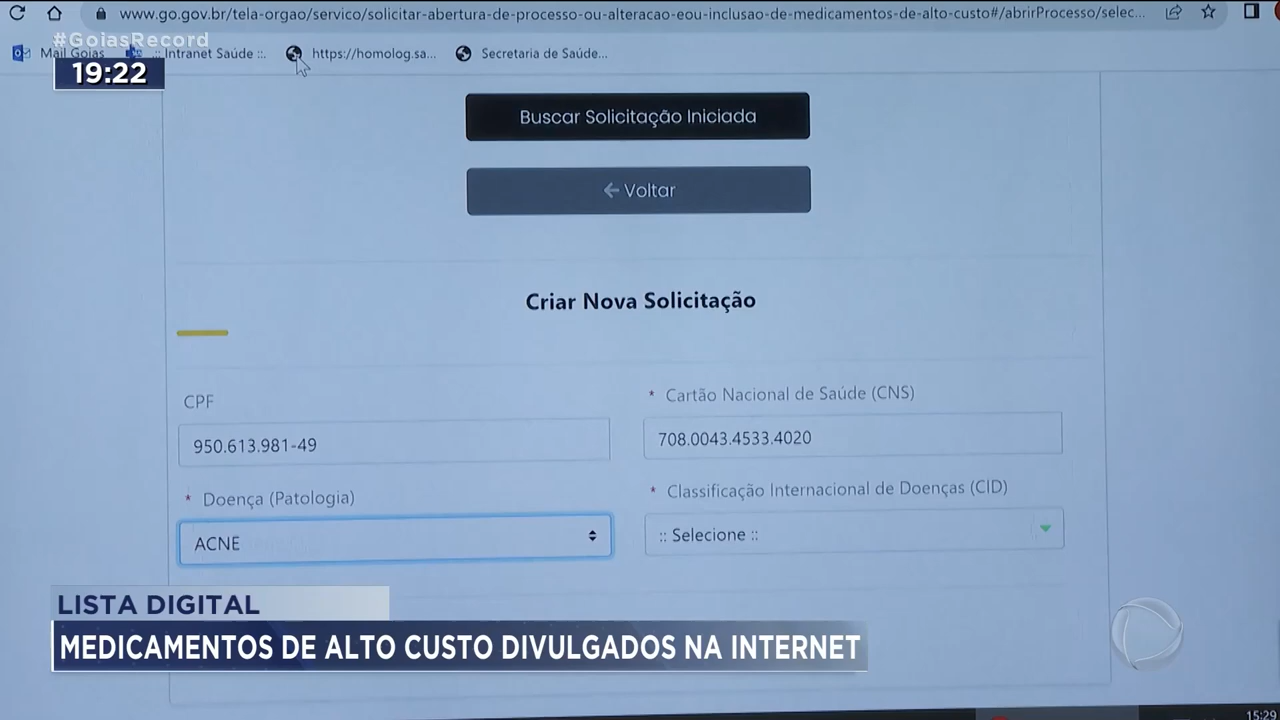 www.go.gov.br/tela-orgao/servico/solicitar-abertura-de-processo-ou-alteracao-eou-inclusao-de-medicamentos-de-alto-custo#/abrirProcesso/selec...
#GoiásRecord
Mail Goiás .:: Intranet Saúde ::. https://homolog.sa... Secretaria de Saúde...
19:22
Buscar Solicitação Iniciada
← Voltar
Criar Nova Solicitação
CPF * Cartão Nacional de Saúde (CNS)
950.613.981-49 708.0043.4533.4020
* Doença (Patologia) * Classificação Internacional de Doenças (CID)
ACNE :: Selecione ::
LISTA DIGITAL
MEDICAMENTOS DE ALTO CUSTO DIVULGADOS NA INTERNET
15:29